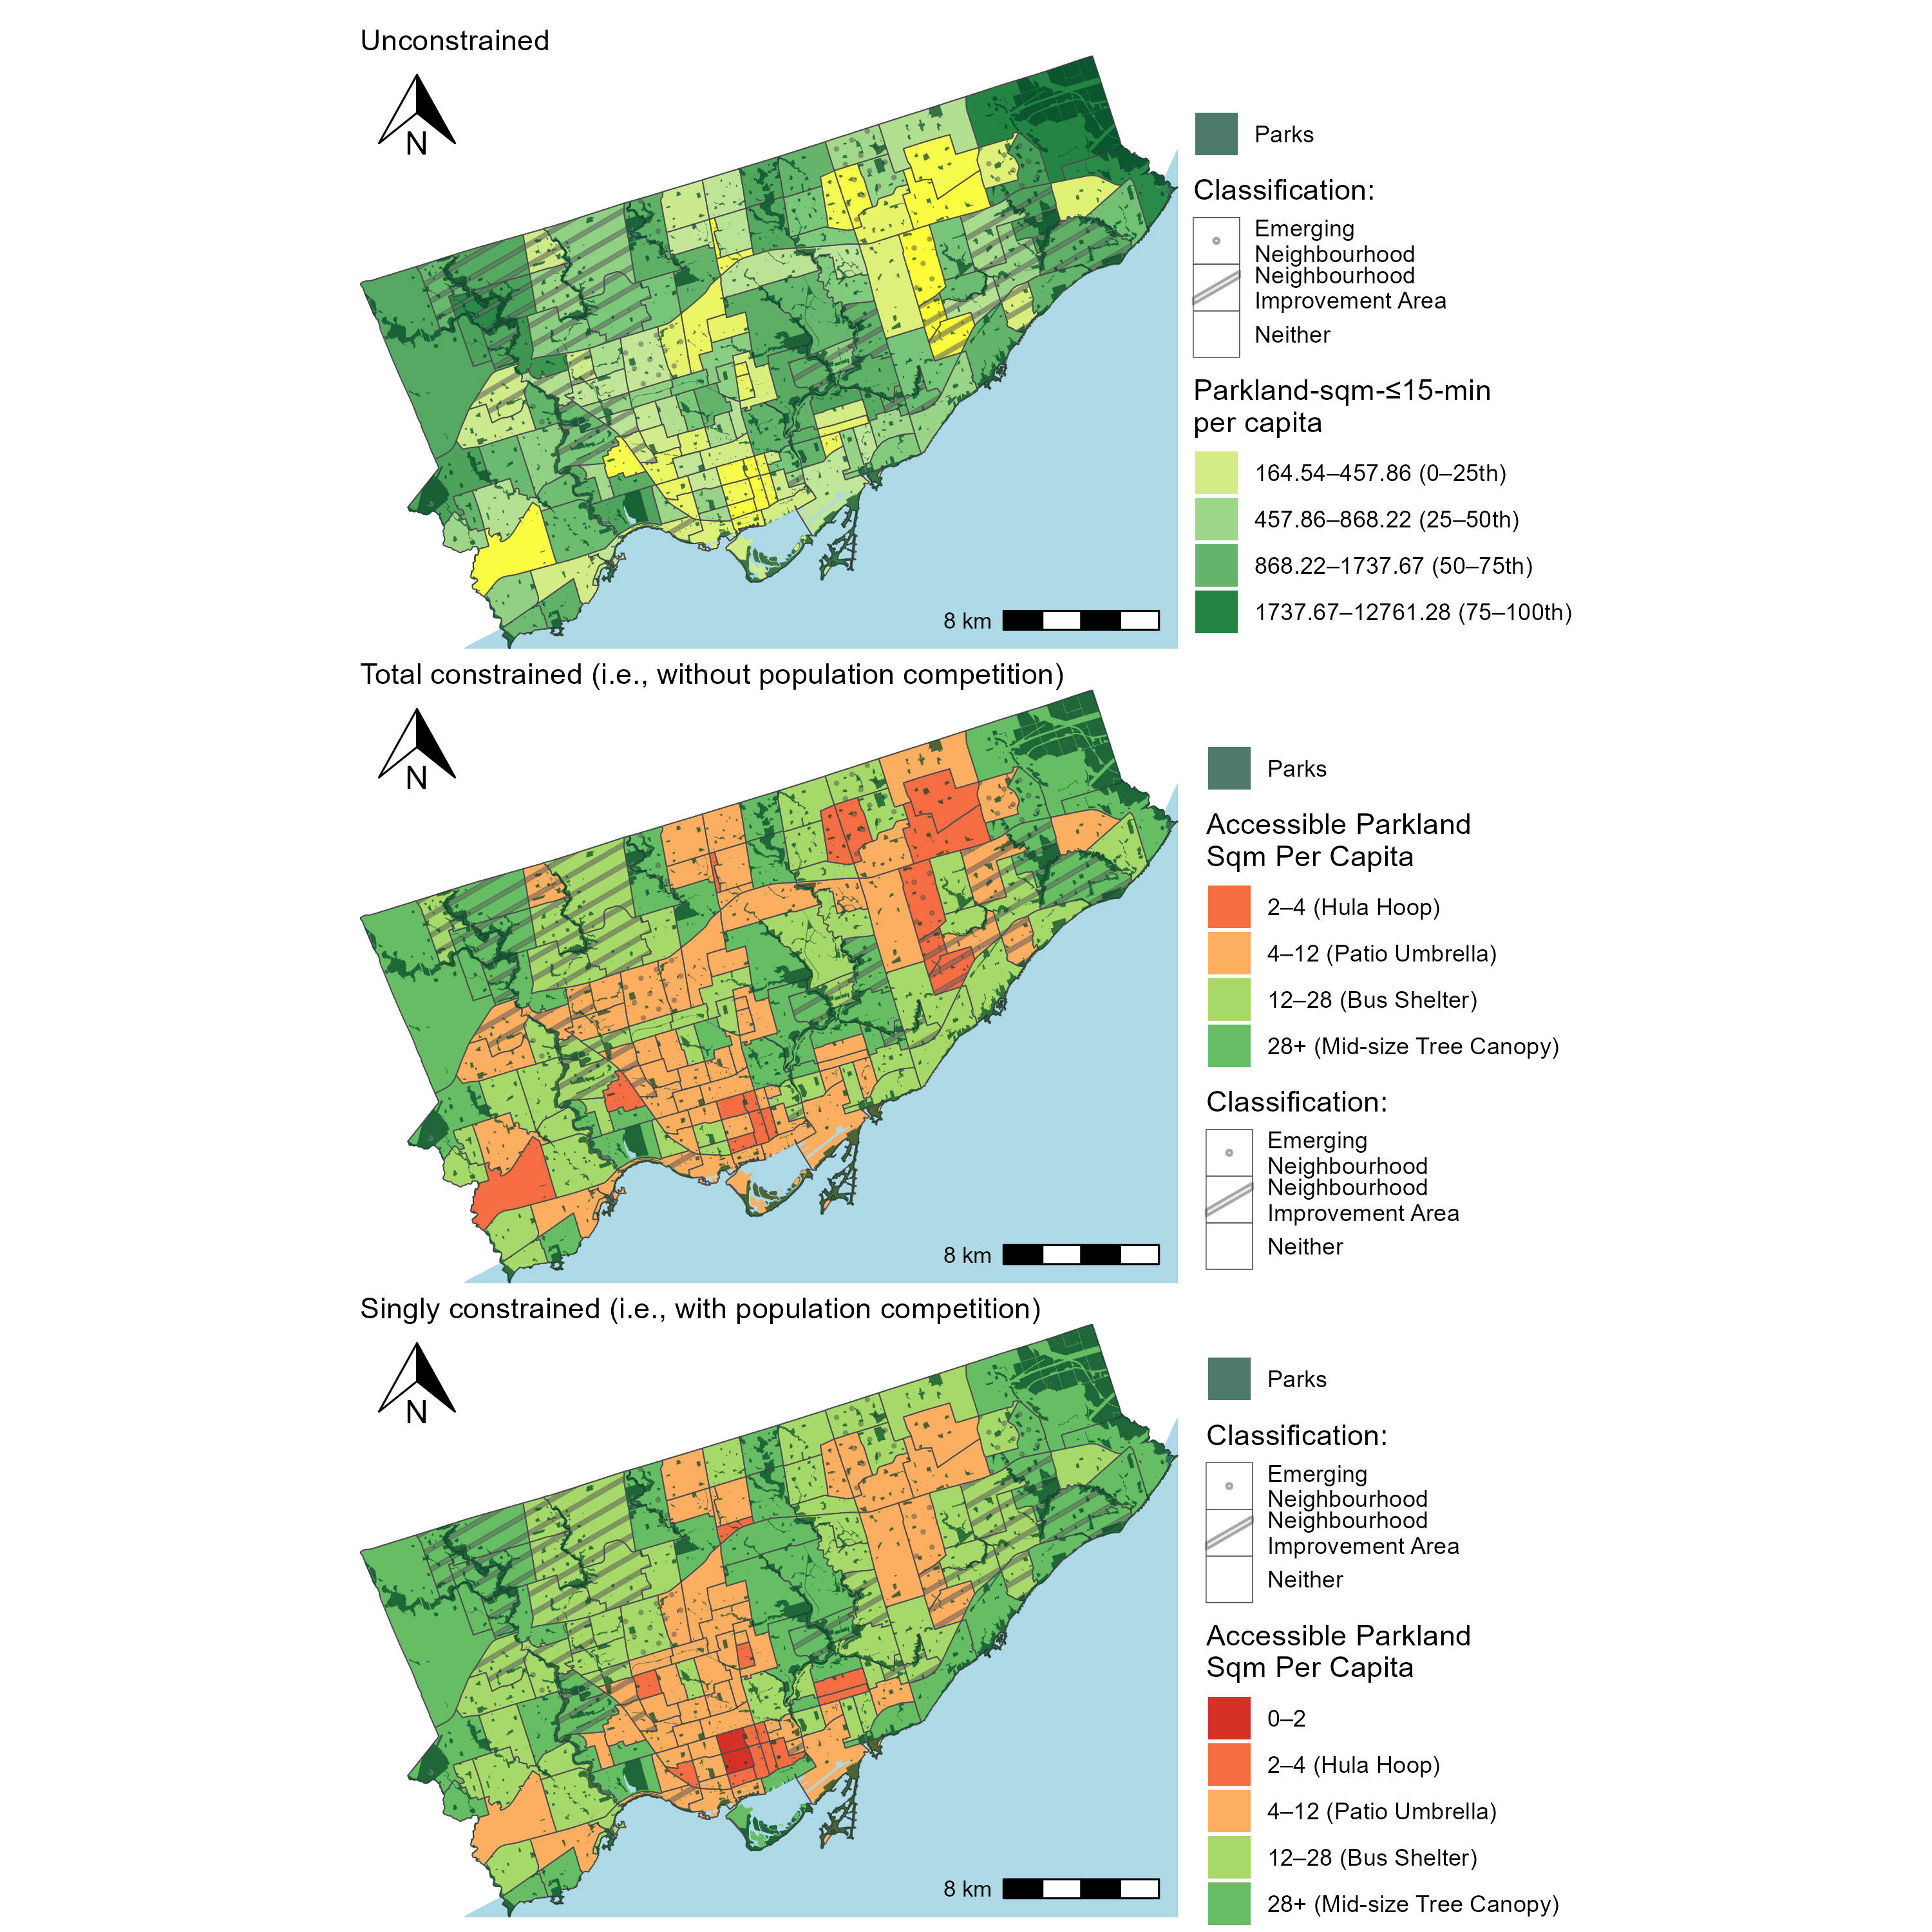 Unconstrained
N
Parks
Classification:
Emerging
Neighbourhood
Neighbourhood
Improvement Area
Neither
Parkland-sqm-≤15-min
per capita
164.54–457.86 (0–25th)
457.86–868.22 (25–50th)
868.22–1737.67 (50–75th)
1737.67–12761.28 (75–100th)
8 km
Total constrained (i.e., without population competition)
N
Parks
Accessible Parkland
Sqm Per Capita
2–4 (Hula Hoop)
4–12 (Patio Umbrella)
12–28 (Bus Shelter)
28+ (Mid-size Tree Canopy)
Classification:
Emerging
Neighbourhood
Neighbourhood
Improvement Area
Neither
8 km
Singly constrained (i.e., with population competition)
N
Parks
Classification:
Emerging
Neighbourhood
Neighbourhood
Improvement Area
Neither
Accessible Parkland
Sqm Per Capita
0–2
2–4 (Hula Hoop)
4–12 (Patio Umbrella)
12–28 (Bus Shelter)
28+ (Mid-size Tree Canopy)
8 km